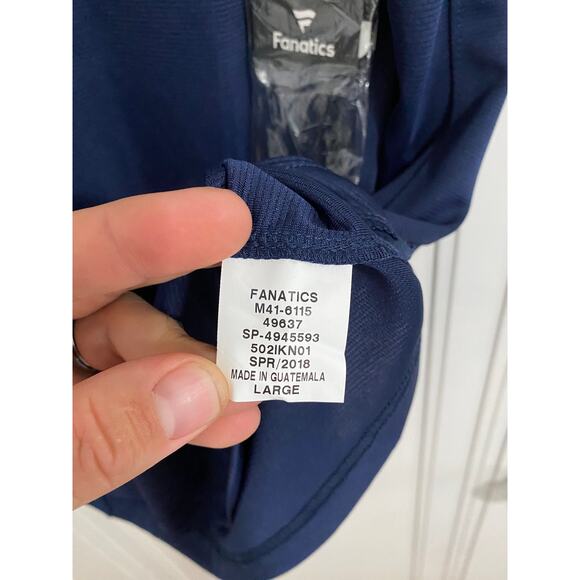 Fanatics
FANATICS
M41-6115
49637
SP-4945593
502IKN01
SPR/2018
MADE IN GUATEMALA
LARGE